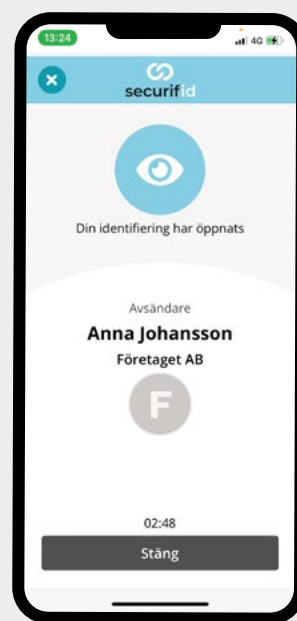 13:24
4G
securifid
Din identifiering har öppnats
Avsändare
Anna Johansson
Företaget AB
F
02:48
Stäng